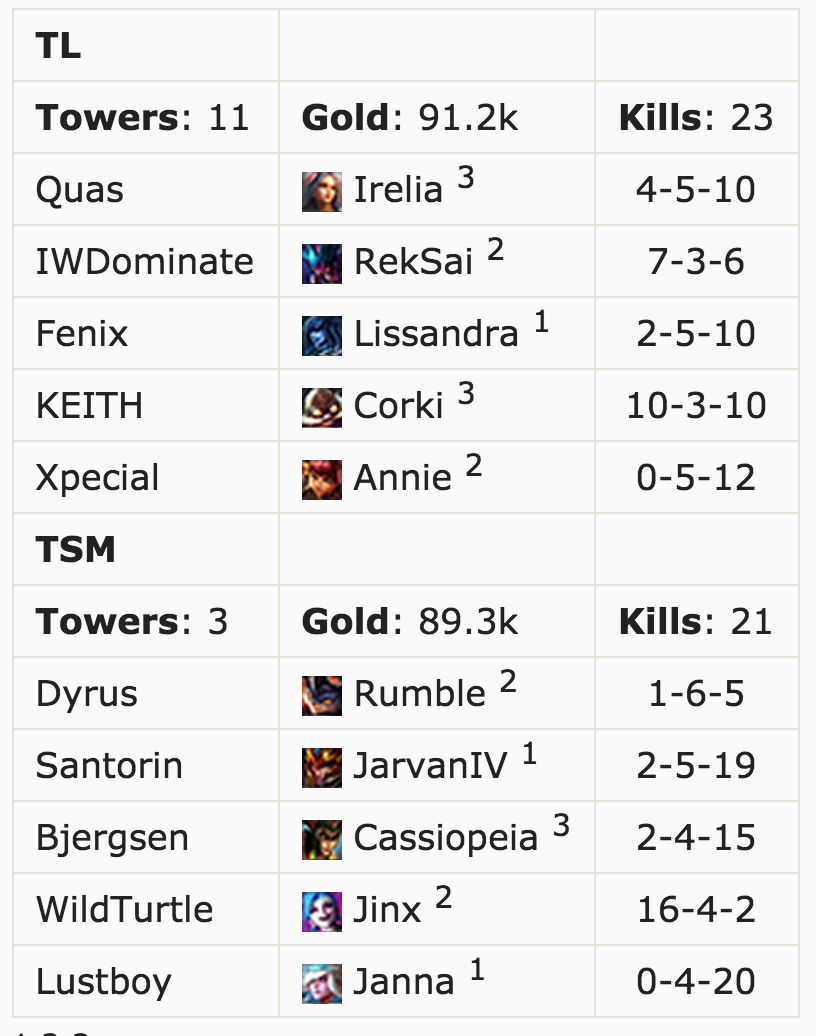 TL
Towers: 11 Gold: 91.2k Kills: 23
Quas Irelia 3 4-5-10
IWDominate RekSai 2 7-3-6
Fenix Lissandra 1 2-5-10
KEITH Corki 3 10-3-10
Xpecial Annie 2 0-5-12
TSM
Towers: 3 Gold: 89.3k Kills: 21
Dyrus Rumble 2 1-6-5
Santorin JarvanIV 1 2-5-19
Bjergsen Cassiopeia 3 2-4-15
WildTurtle Jinx 2 16-4-2
Lustboy Janna 1 0-4-20